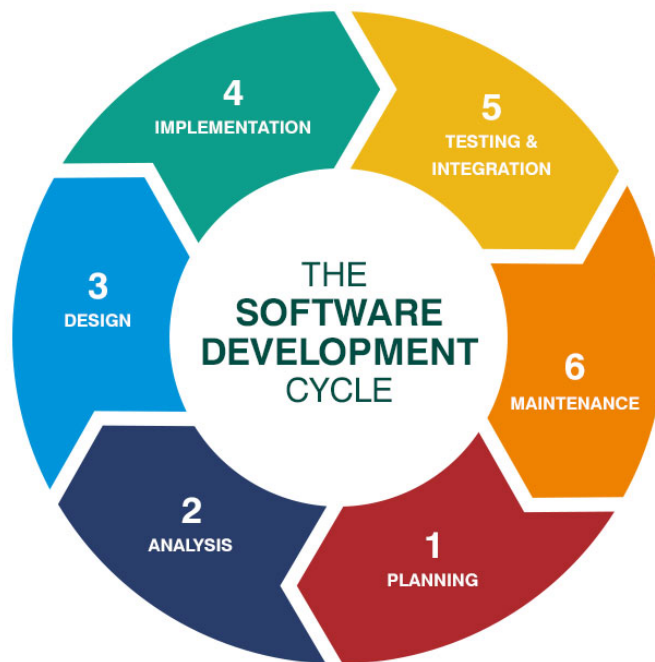 THE
SOFTWARE
DEVELOPMENT
CYCLE
1
PLANNING
2
ANALYSIS
3
DESIGN
4
IMPLEMENTATION
5
TESTING &
INTEGRATION
6
MAINTENANCE